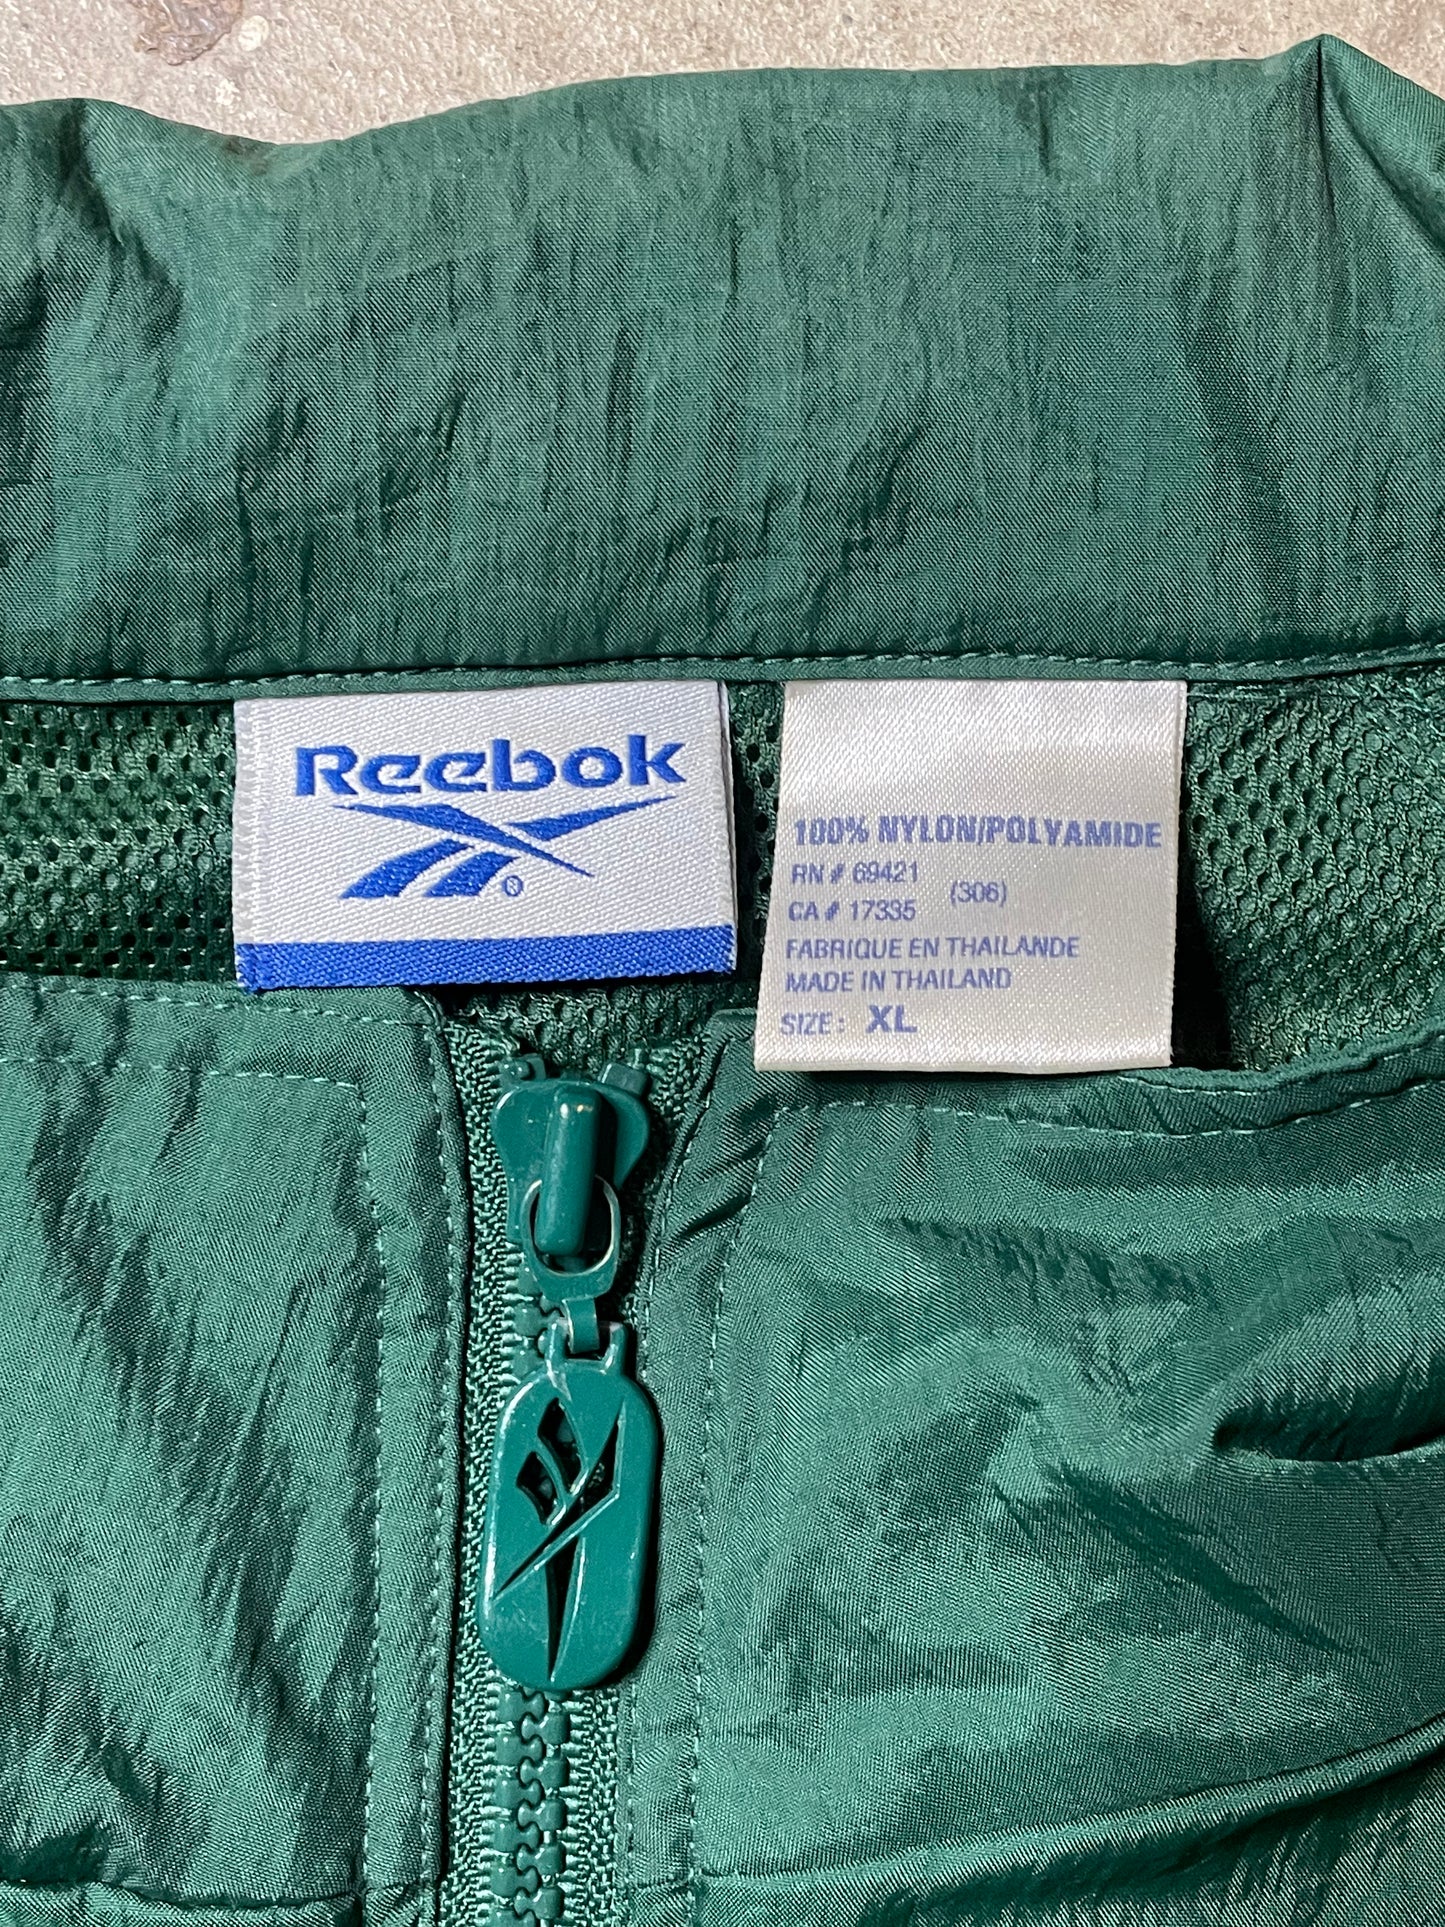 Reebok
®
100% NYLON/POLYAMIDE
RN # 69421
(306)
CA # 17335
FABRIQUE EN THAILANDE
MADE IN THAILAND
SIZE: XL